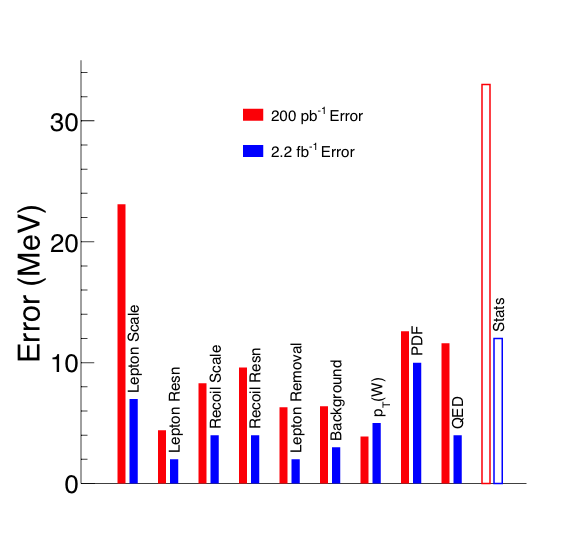 200 pb⁻¹ Error
2.2 fb⁻¹ Error
Error (MeV)
30
20
10
0
Lepton Scale
Lepton Resn
Recoil Scale
Recoil Resn
Lepton Removal
Background
p_T(W)
PDF
QED
Stats